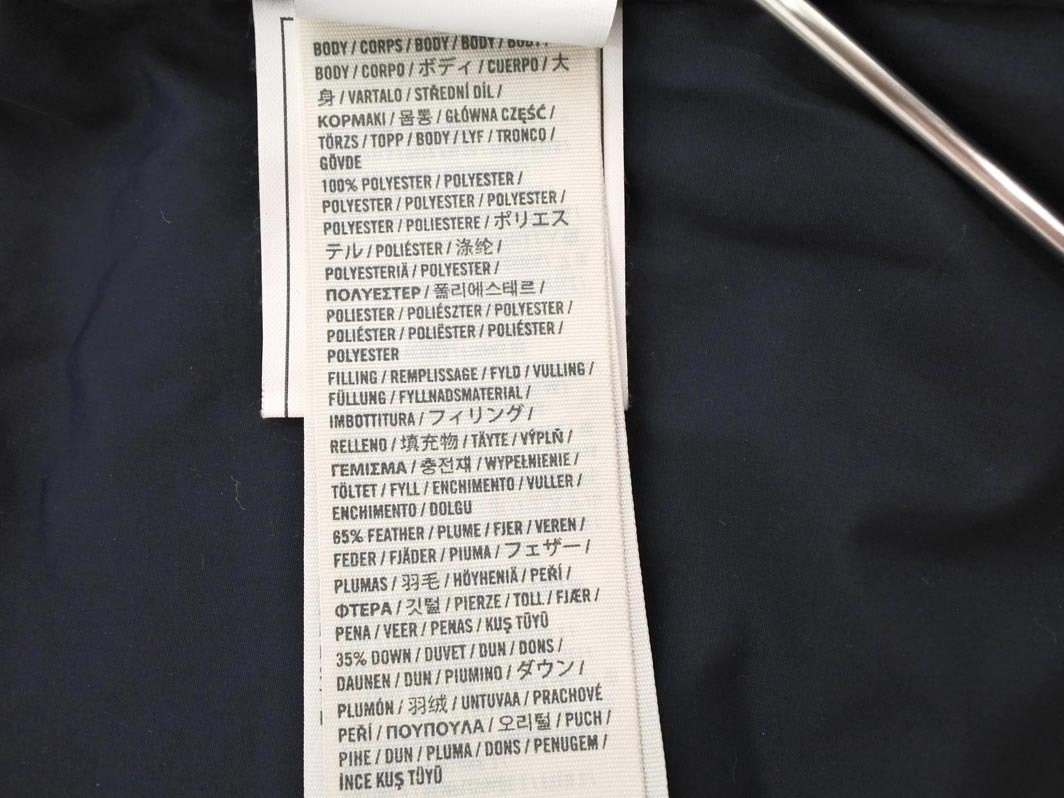 BODY / CORPS / BODY / BODY / BODY /
BODY / CORPO / ボディ / CUERPO / 大
身 / VARTALO / STŘEDNÍ DÍL /
ΚΟΡΜΑΚΙ / 몸통 / GŁÓWNA CZĘŚĆ /
TÖRZS / TOPP / BODY / LYF / TRONCO /
GÖVDE
100% POLYESTER / POLYESTER /
POLYESTER / POLYESTER / POLYESTER /
POLYESTER / POLIESTERE / ポリエス
テル / POLIÉSTER / 涤纶 /
POLYESTERIÄ / POLYESTER /
ΠΟΛΥΕΣΤΕΡ / 폴리에스테르 /
POLIESTER / POLIÉSZTER / POLYESTER /
POLIÉSTER / POLIËSTER / POLIÉSTER /
POLYESTER
FILLING / REMPLISSAGE / FYLD / VULLING /
FÜLLUNG / FYLLNADSMATERIAL /
IMBOTTITURA / フィリング /
RELLENO / 填充物 / TÄYTE / VÝPLŇ /
ΓΕΜΙΣΜΑ / 충전재 / WYPEŁNIENIE /
TÖLTET / FYLL / ENCHIMENTO / VULLER /
ENCHIMENTO / DOLGU
65% FEATHER / PLUME / FJER / VEREN /
FEDER / FJÄDER / PIUMA / フェザー /
PLUMAS / 羽毛 / HÖYHENIÄ / PEŘÍ /
ΦΤΕΡΑ / 깃털 / PIERZE / TOLL / FJÆR /
PENA / VEER / PENAS / KUŞ TÜYÜ
35% DOWN / DUVET / DUN / DONS /
DAUNEN / DUN / PIUMINO / ダウン /
PLUMÓN / 羽绒 / UNTUVAA / PRACHOVÉ
PEŘÍ / ΠΟΥΠΟΥΛΑ / 오리털 / PUCH /
PIHE / DUN / PLUMA / DONS / PENUGEM /
İNCE KUŞ TÜYÜ